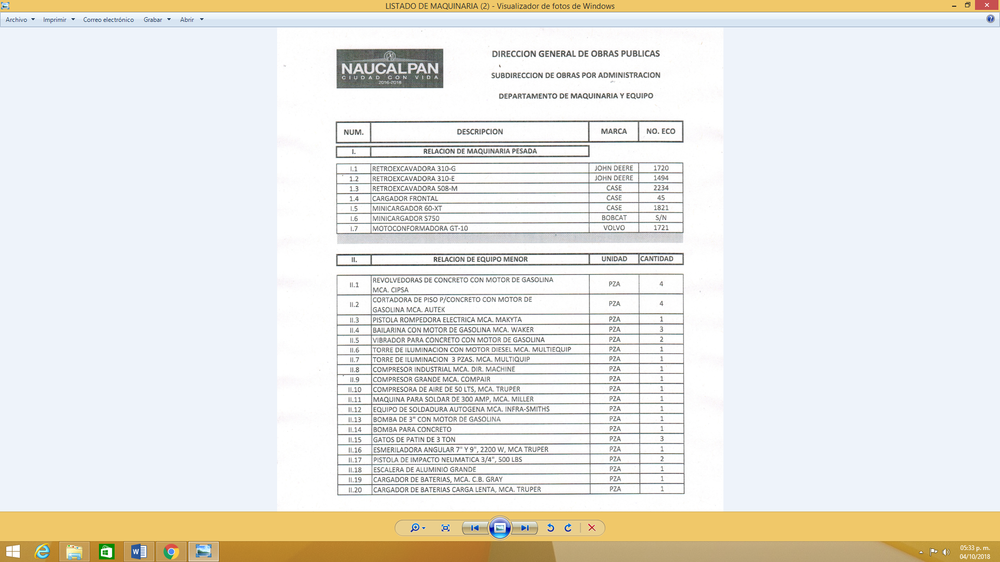 LISTADO DE MAQUINARIA (2) - Visualizador de fotos de Windows
Archivo Imprimir Correo electrónico Grabar Abrir
NAUCALPAN
CIUDAD CON VIDA
2016-2018
DIRECCION GENERAL DE OBRAS PUBLICAS
SUBDIRECCION DE OBRAS POR ADMINISTRACION
DEPARTAMENTO DE MAQUINARIA Y EQUIPO
NUM. DESCRIPCION MARCA NO. ECO
I. RELACION DE MAQUINARIA PESADA
I.1 RETROEXCAVADORA 310-G JOHN DEERE 1720
1.2 RETROEXCAVADORA 310-E JOHN DEERE 1494
1.3 RETROEXCAVADORA 508-M CASE 2234
1.4 CARGADOR FRONTAL CASE 45
I.5 MINICARGADOR 60-XT CASE 1821
I.6 MINICARGADOR S750 BOBCAT S/N
I.7 MOTOCONFORMADORA GT-10 VOLVO 1721
II. RELACION DE EQUIPO MENOR UNIDAD CANTIDAD
II.1 REVOLVEDORAS DE CONCRETO CON MOTOR DE GASOLINA
MCA. CIPSA PZA 4
II.2 CORTADORA DE PISO P/CONCRETO CON MOTOR DE
GASOLINA MCA. AUTEK PZA 4
II.3 PISTOLA ROMPEDORA ELECTRICA MCA. MAKYTA PZA 1
II.4 BAILARINA CON MOTOR DE GASOLINA MCA. WAKER PZA 3
II.5 VIBRADOR PARA CONCRETO CON MOTOR DE GASOLINA PZA 2
II.6 TORRE DE ILUMINACION CON MOTOR DIESEL MCA. MULTIEQUIP PZA 1
II.7 TORRE DE ILUMINACION 3 PZAS. MCA. MULTIQUIP PZA 1
II.8 COMPRESOR INDUSTRIAL MCA. DIR. MACHINE PZA 1
II.9 COMPRESOR GRANDE MCA. COMPAIR PZA 1
II.10 COMPRESORA DE AIRE DE 50 LTS, MCA. TRUPER PZA 1
II.11 MAQUINA PARA SOLDAR DE 300 AMP, MCA. MILLER PZA 1
II.12 EQUIPO DE SOLDADURA AUTOGENA MCA. INFRA-SMITHS PZA 1
II.13 BOMBA DE 3" CON MOTOR DE GASOLINA PZA 1
II.14 BOMBA PARA CONCRETO PZA 1
II.15 GATOS DE PATIN DE 3 TON PZA 3
II.16 ESMERILADORA ANGULAR 7" Y 9", 2200 W, MCA TRUPER PZA 1
II.17 PISTOLA DE IMPACTO NEUMATICA 3/4", 500 LBS PZA 2
II.18 ESCALERA DE ALUMINIO GRANDE PZA 1
II.19 CARGADOR DE BATERIAS, MCA. C.B. GRAY PZA 1
II.20 CARGADOR DE BATERIAS CARGA LENTA, MCA. TRUPER PZA 1
05:33 p. m.
04/10/2018